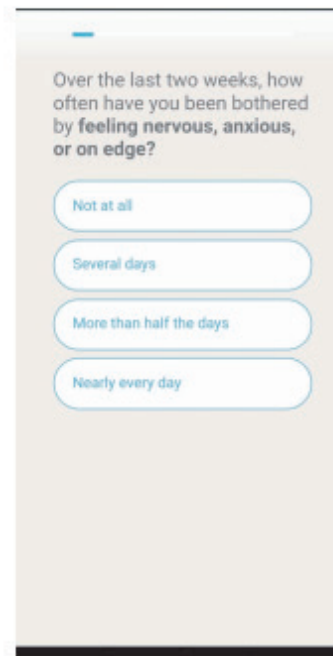 Over the last two weeks, how
often have you been bothered
by feeling nervous, anxious,
or on edge?
Not at all
Several days
More than half the days
Nearly every day